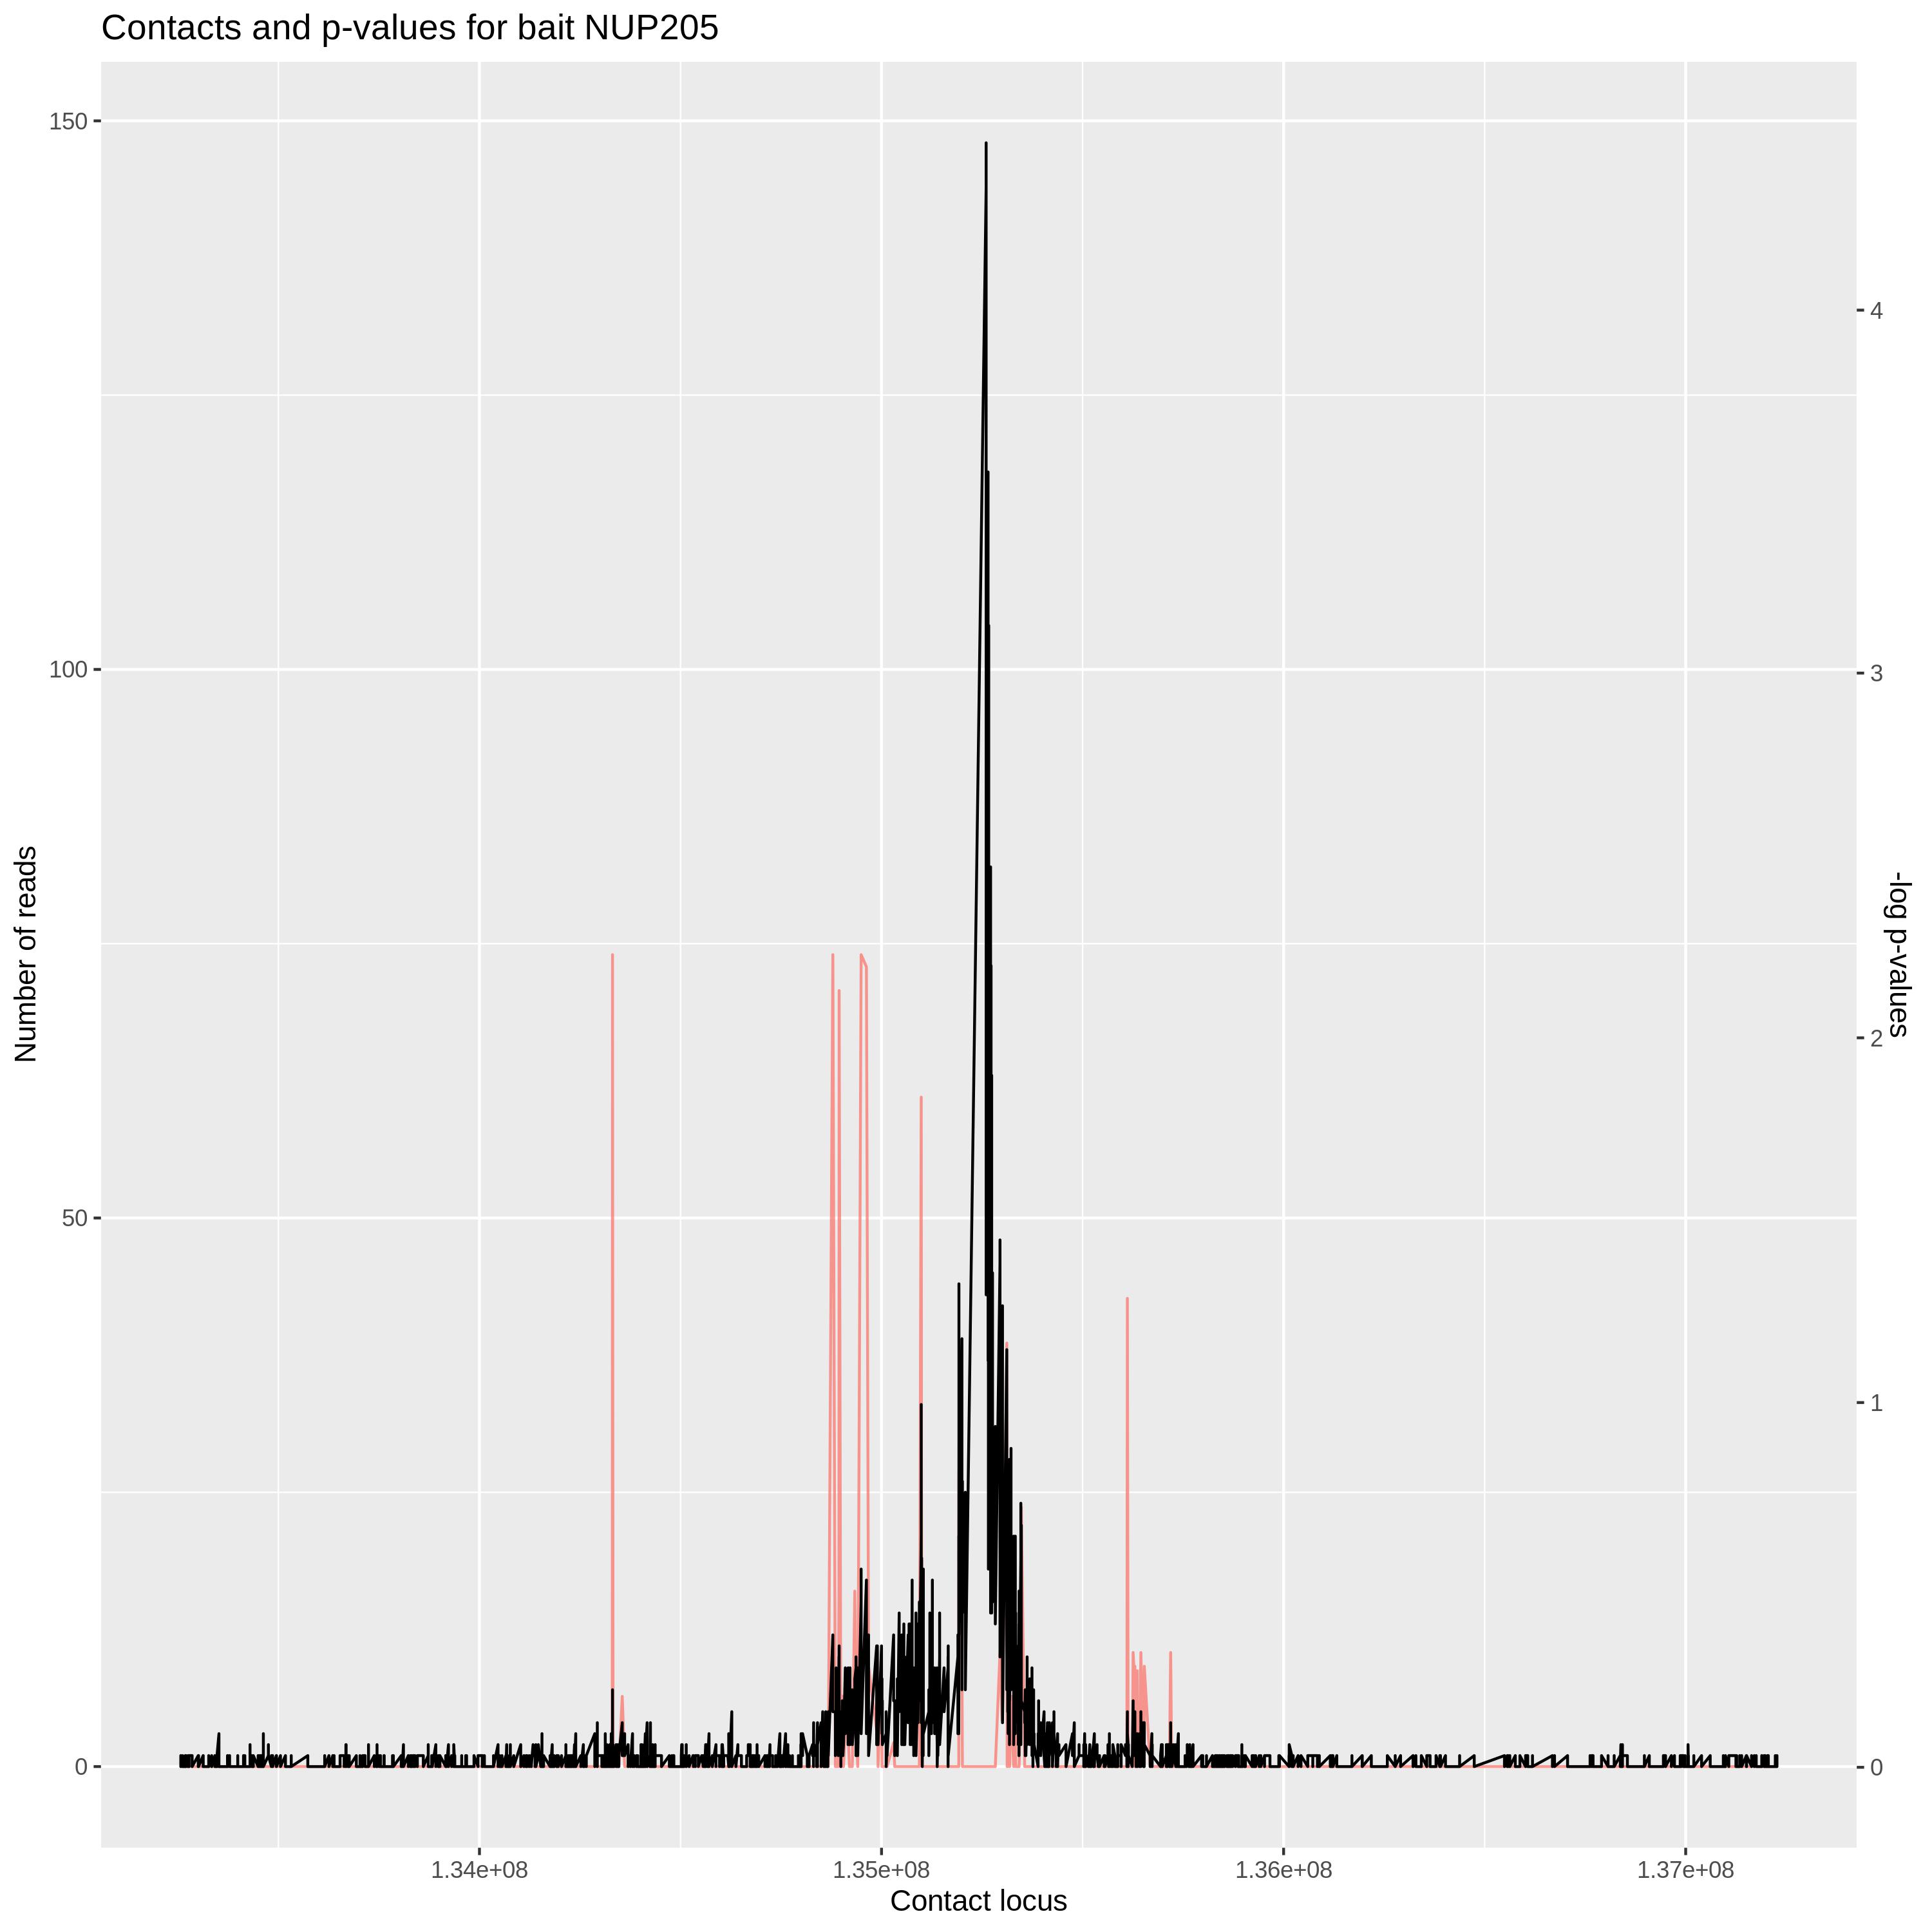 Contacts and p-values for bait NUP205
150
100
50
0
Number of reads
4
3
2
1
0
-log p-values
1.34e+08
1.35e+08
1.36e+08
1.37e+08
Contact locus